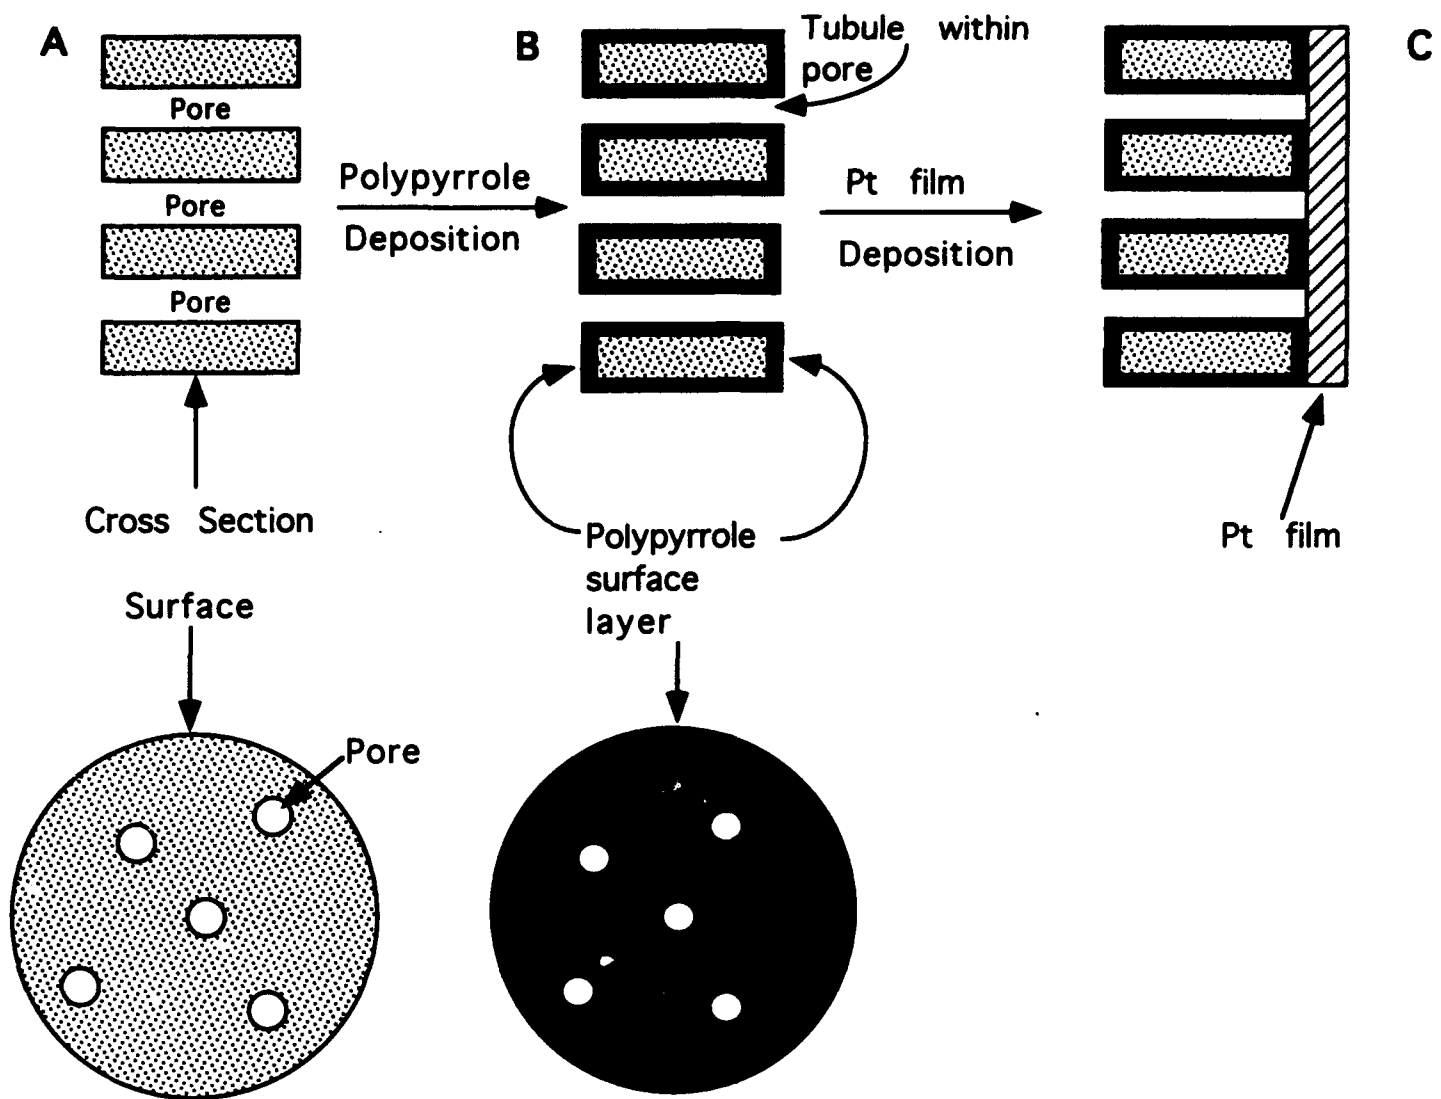 A
Pore
Pore
Pore
Cross Section
Surface
Pore
Polypyrrole
Deposition
B
Tubule within
pore
Polypyrrole
surface
layer
Pt film
Deposition
C
Pt film